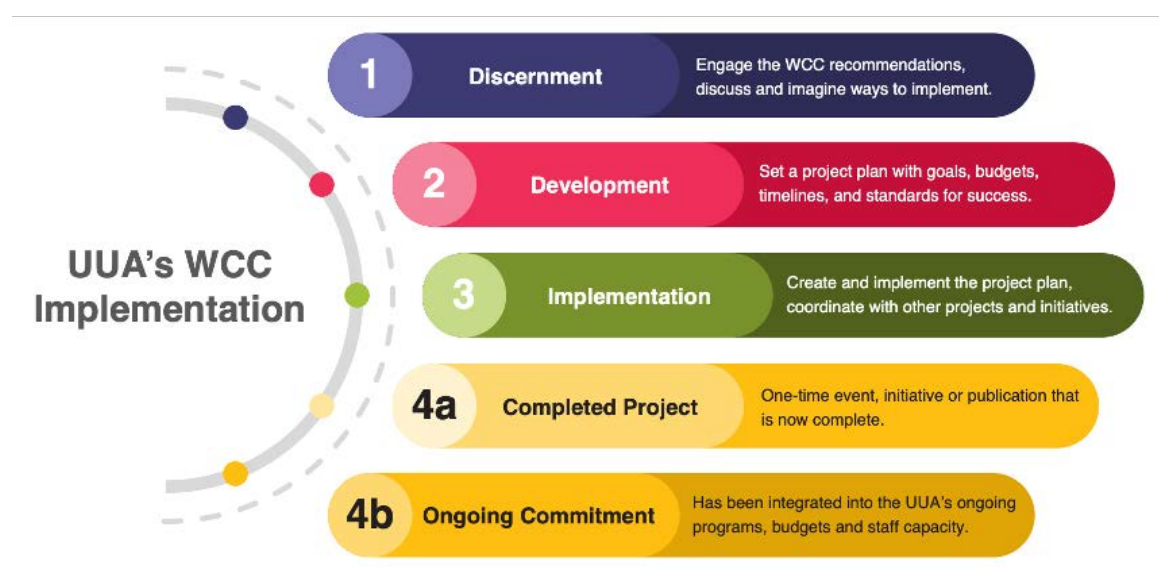 UUA's WCC
Implementation
1
Discernment
Engage the WCC recommendations,
discuss and imagine ways to implement.
2
Development
Set a project plan with goals, budgets,
timelines, and standards for success.
3
Implementation
Create and implement the project plan,
coordinate with other projects and initiatives.
4a
Completed Project
One-time event, initiative or publication that
is now complete.
4b
Ongoing Commitment
Has been integrated into the UUA's ongoing
programs, budgets and staff capacity.